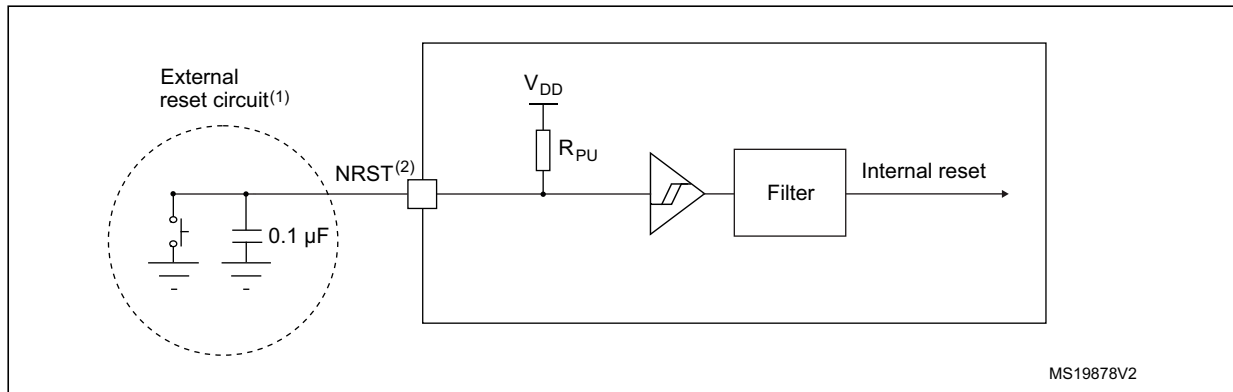 External
reset circuit(1)
VDD
RPU
NRST(2)
Filter
Internal reset
0.1 µF
MS19878V2